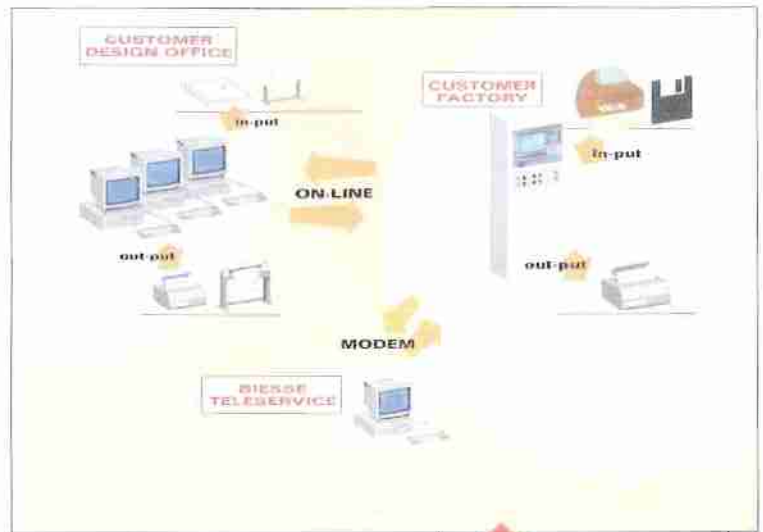 CUSTOMER
DESIGN OFFICE
CUSTOMER
FACTORY
in-put
in-put
ON-LINE
out-put
out-put
MODEM
BIESSE
TELESERVICE